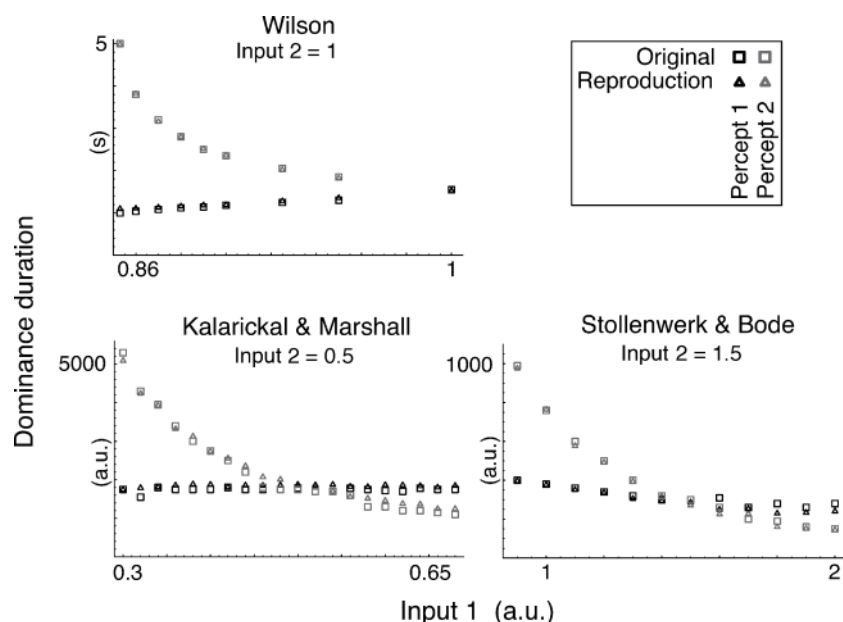 Wilson
Input 2 = 1
5
(s)
0.86
1
Original
Reproduction
Percept 1
Percept 2
Dominance duration
Kalarickal & Marshall
Input 2 = 0.5
5000
(a.u.)
0.3
0.65
Stollenwerk & Bode
Input 2 = 1.5
1000
(a.u.)
1
2
Input 1 (a.u.)